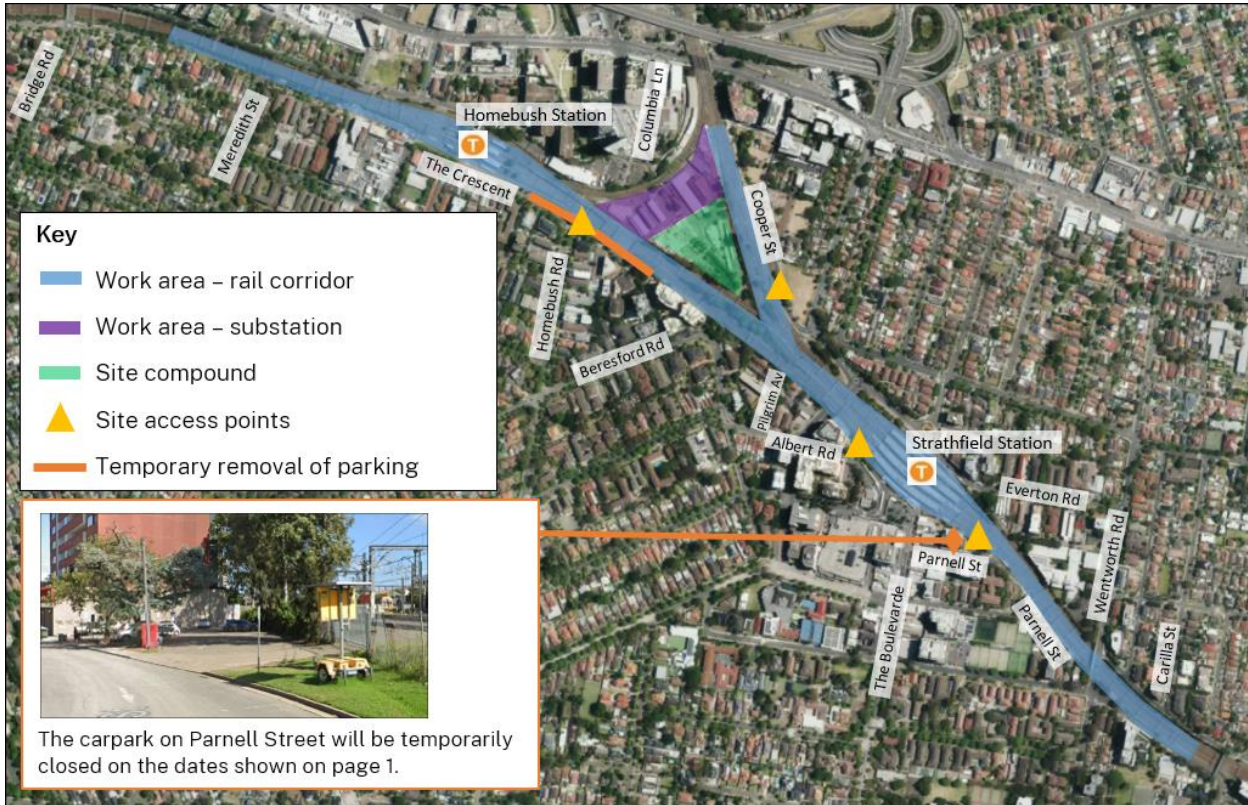 Bridge Rd
Meredith St
Homebush Station
T
Columbia Ln
The Crescent
Cooper St
Homebush Rd
Beresford Rd
Pilgrim Av
Albert Rd
Strathfield Station
T
Everton Rd
Parnell St
Wentworth Rd
The Boulevarde
Parnell St
Carilla St
Key
Work area – rail corridor
Work area – substation
Site compound
Site access points
Temporary removal of parking
The carpark on Parnell Street will be temporarily
closed on the dates shown on page 1.